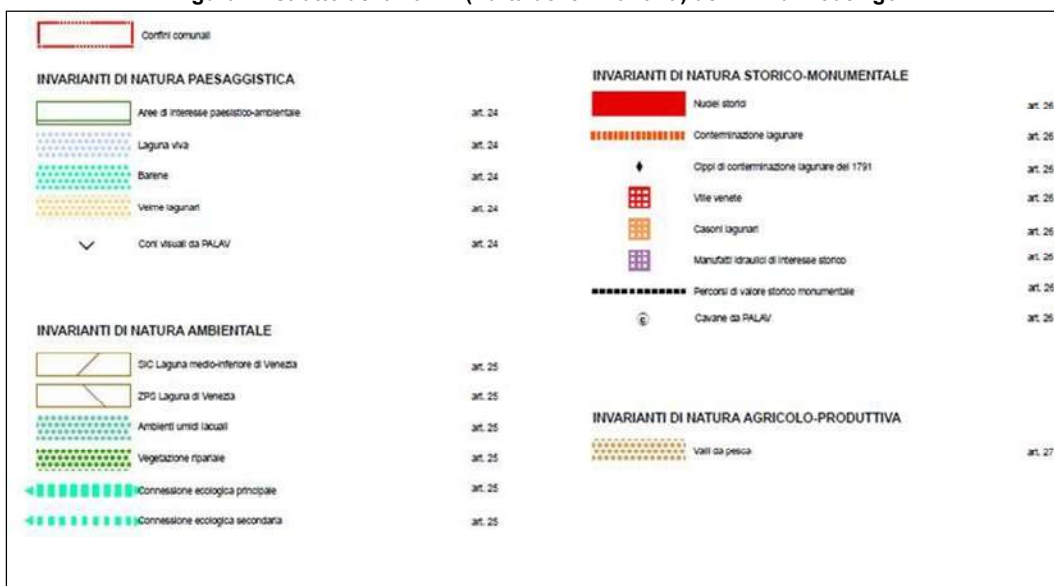 Confini comunali
INVARIANTI DI NATURA PAESAGGISTICA
Aree di interesse paesistico-ambientale art. 24
Laguna viva art. 24
Barene art. 24
Velme lagunari art. 24
Coni visuali da PALAV art. 24
INVARIANTI DI NATURA AMBIENTALE
SIC Laguna medio-inferiore di Venezia art. 25
ZPS Laguna di Venezia art. 25
Ambienti umidi lacuali art. 25
Vegetazione ripariale art. 25
Connessione ecologica principale art. 25
Connessione ecologica secondaria art. 25
INVARIANTI DI NATURA STORICO-MONUMENTALE
Nuclei storici art. 26
Conterminazione lagunare art. 26
Cippi di conterminazione lagunare del 1791 art. 26
Ville venete art. 26
Casoni lagunari art. 26
Manufatti idraulici di interesse storico art. 26
Percorsi di valore storico monumentale art. 26
c Cavane da PALAV art. 26
INVARIANTI DI NATURA AGRICOLO-PRODUTTIVA
Valli da pesca art. 27